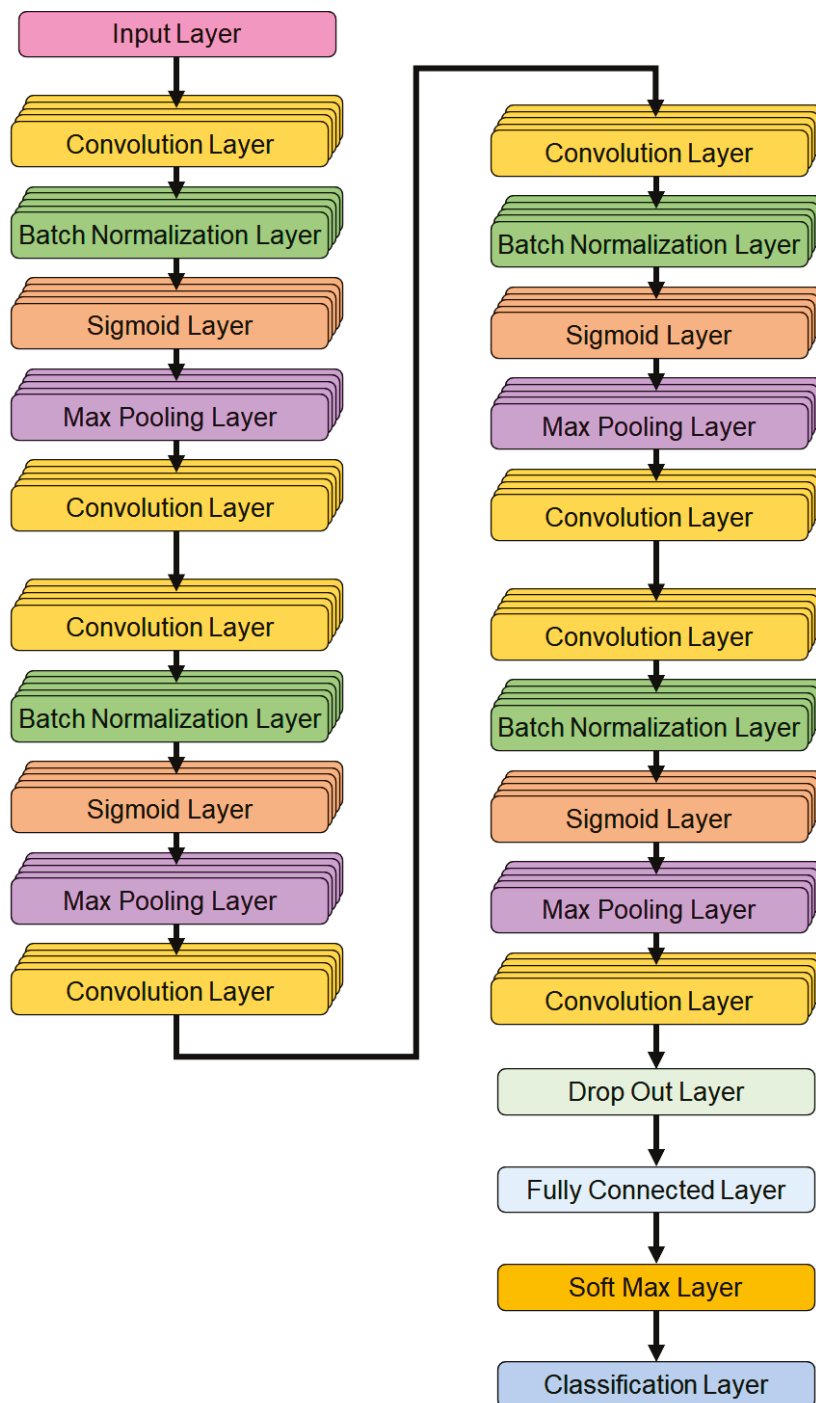 Input Layer
Convolution Layer
Batch Normalization Layer
Sigmoid Layer
Max Pooling Layer
Convolution Layer
Convolution Layer
Batch Normalization Layer
Sigmoid Layer
Max Pooling Layer
Convolution Layer
Convolution Layer
Batch Normalization Layer
Sigmoid Layer
Max Pooling Layer
Convolution Layer
Convolution Layer
Batch Normalization Layer
Sigmoid Layer
Max Pooling Layer
Convolution Layer
Drop Out Layer
Fully Connected Layer
Soft Max Layer
Classification Layer